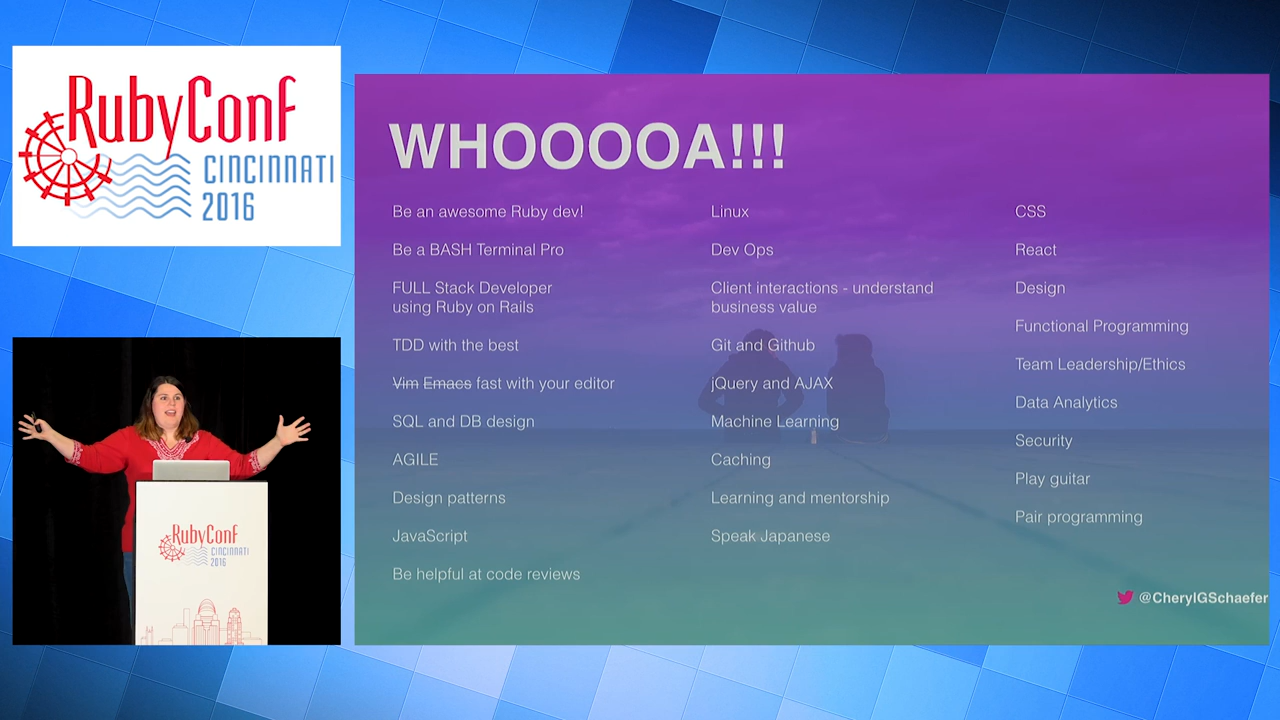 RubyConf
CINCINNATI
2016
WHOOOOA!!!
Be an awesome Ruby dev!
Be a BASH Terminal Pro
FULL Stack Developer
using Ruby on Rails
TDD with the best
Vim Emacs fast with your editor
SQL and DB design
AGILE
Design patterns
JavaScript
Be helpful at code reviews
Linux
Dev Ops
Client interactions - understand
business value
Git and Github
jQuery and AJAX
Machine Learning
Caching
Learning and mentorship
Speak Japanese
CSS
React
Design
Functional Programming
Team Leadership/Ethics
Data Analytics
Security
Play guitar
Pair programming
@CherylGSchaefer
RubyConf
CINCINNATI
2016